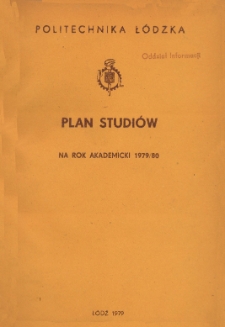 POLITECHNIKA ŁÓDZKA
Oddział Informacji
PLAN STUDIÓW
NA ROK AKADEMICKI 1979/80
ŁÓDŹ 1979